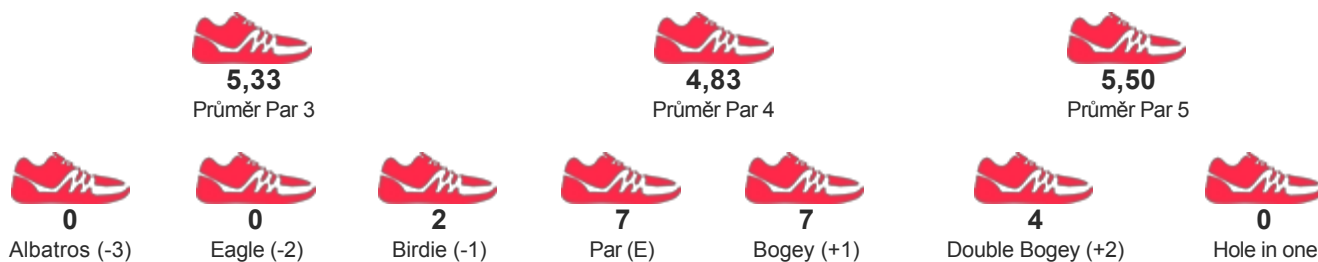 5,33 4,83 5,50
Průměr Par 3 Průměr Par 4 Průměr Par 5
0 0 2 7 7 4 0
Albatros (-3) Eagle (-2) Birdie (-1) Par (E) Bogey (+1) Double Bogey (+2) Hole in one